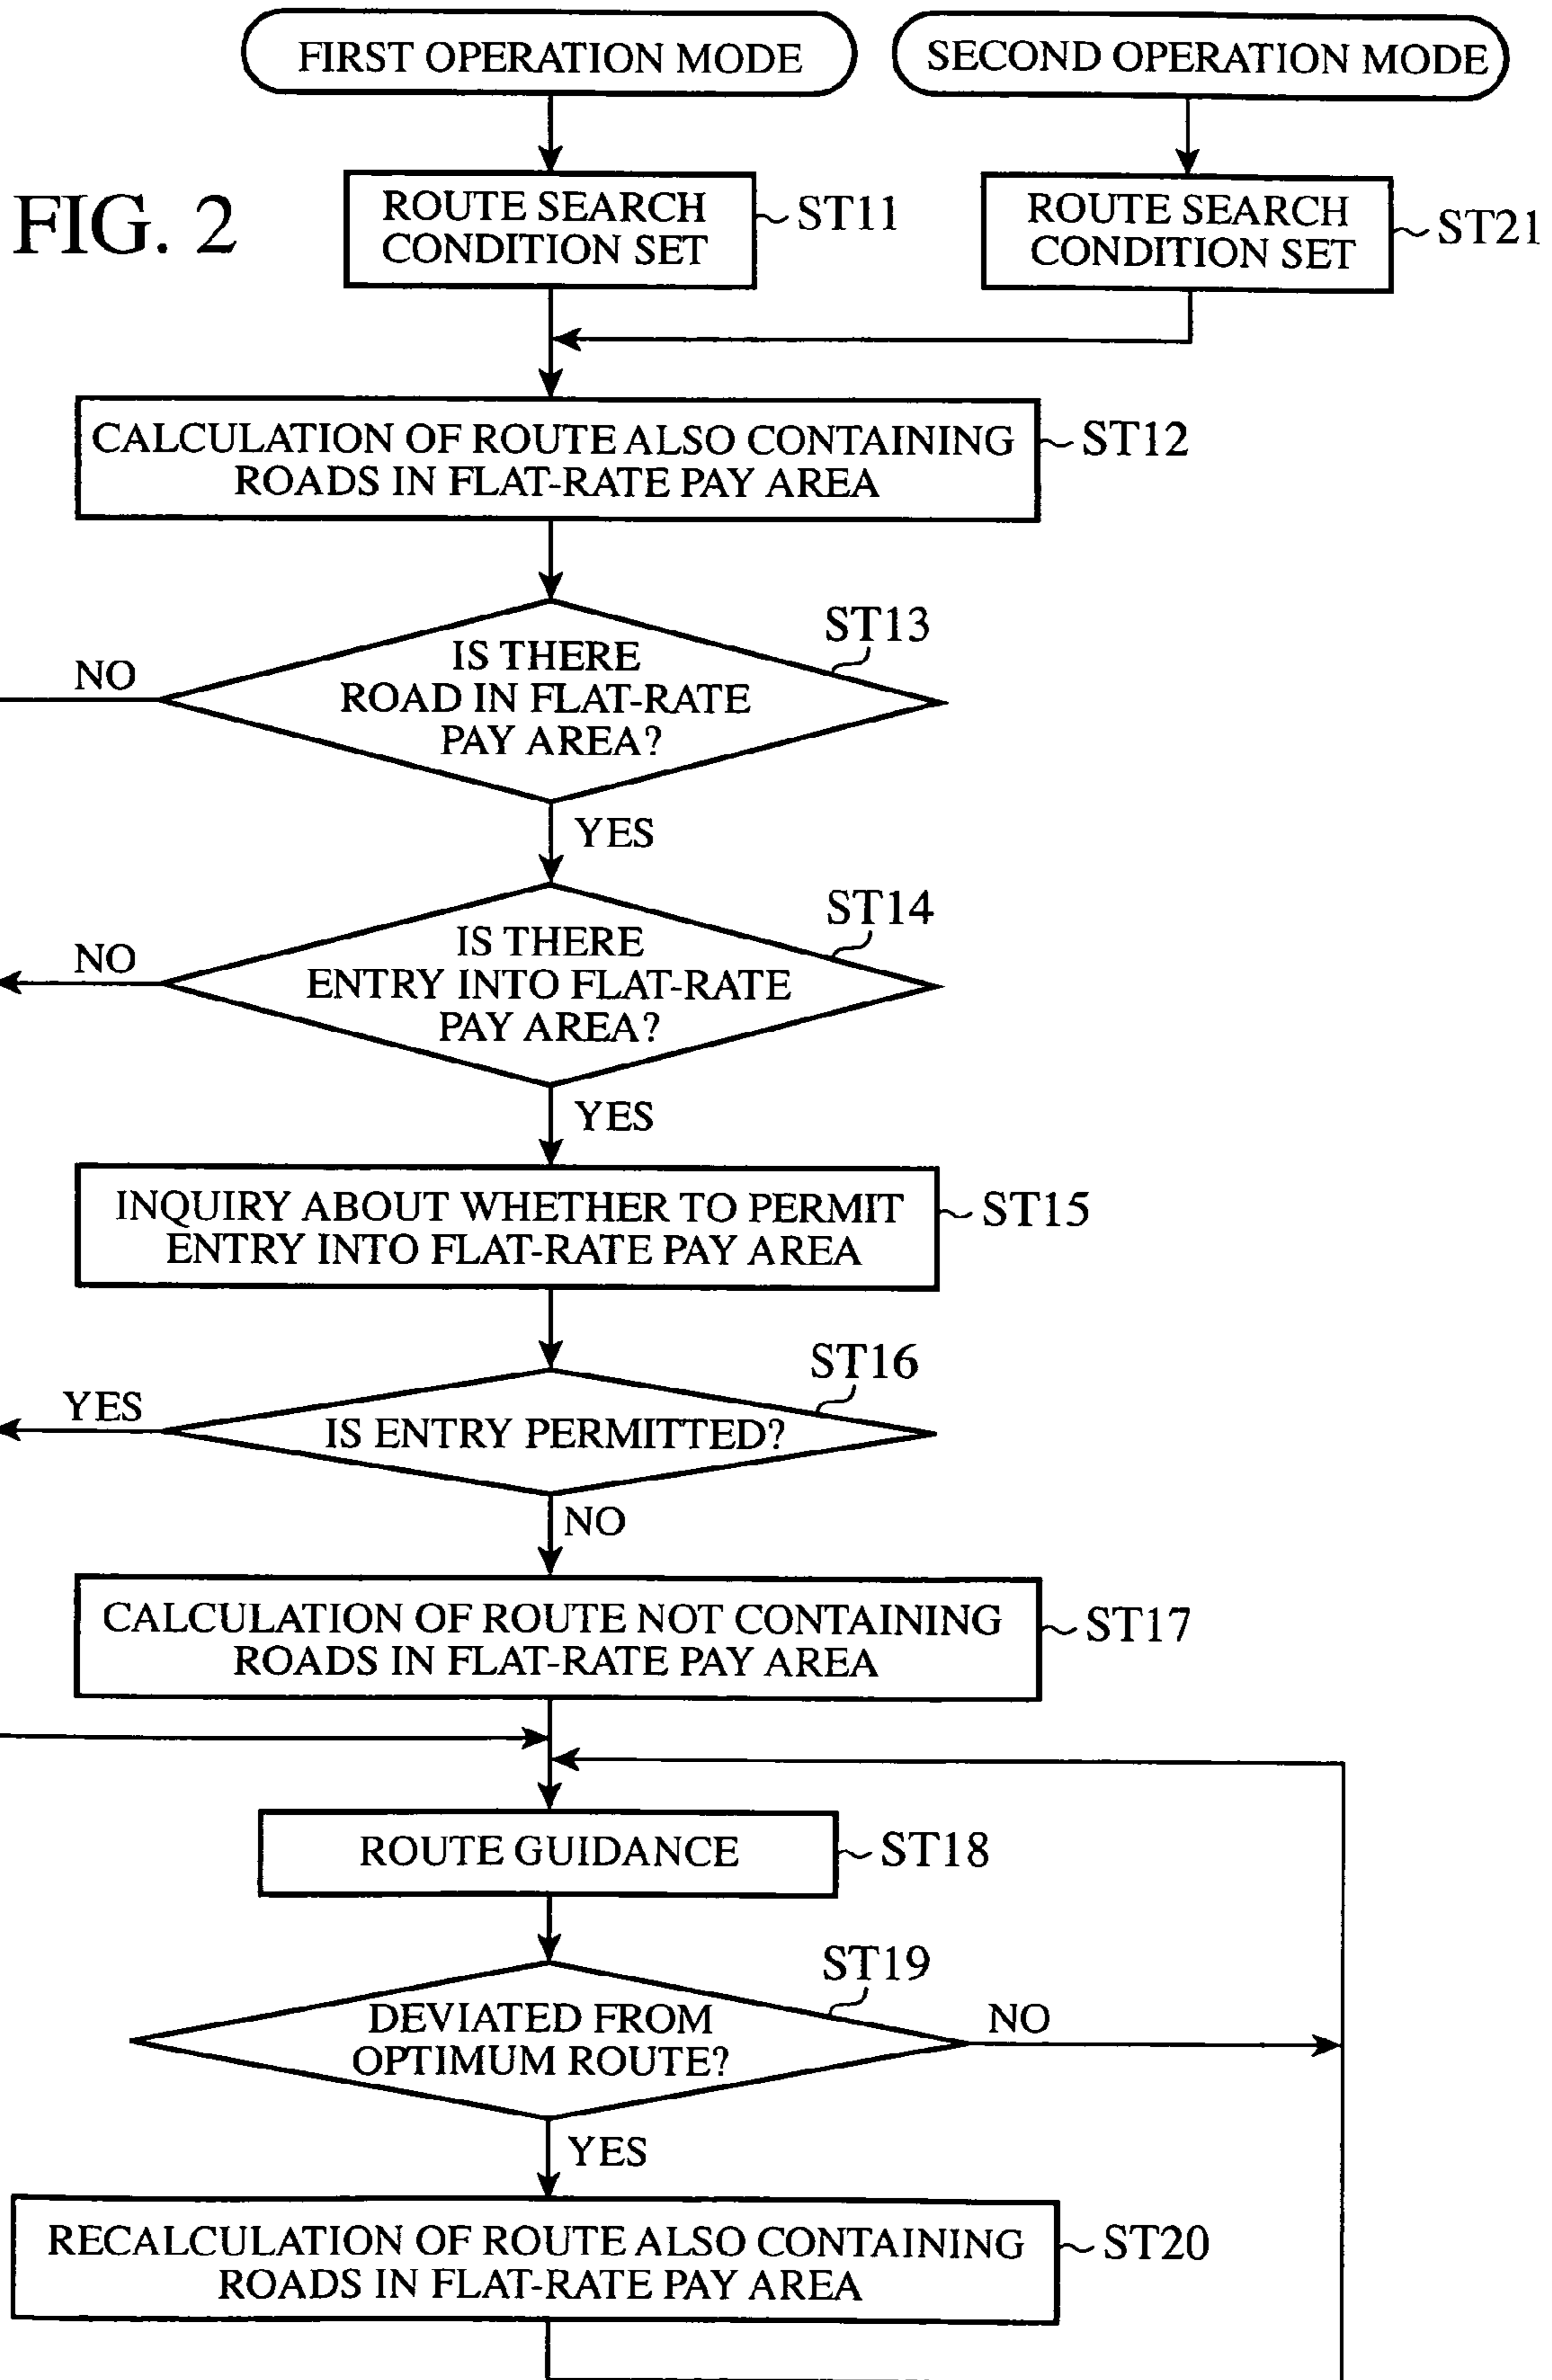 FIRST OPERATION MODE
SECOND OPERATION MODE
FIG. 2
ROUTE SEARCH
CONDITION SET
ST11
ROUTE SEARCH
CONDITION SET
ST21
CALCULATION OF ROUTE ALSO CONTAINING
ROADS IN FLAT-RATE PAY AREA
ST12
ST13
IS THERE
ROAD IN FLAT-RATE
PAY AREA?
NO
YES
ST14
IS THERE
ENTRY INTO FLAT-RATE
PAY AREA?
NO
YES
INQUIRY ABOUT WHETHER TO PERMIT
ENTRY INTO FLAT-RATE PAY AREA
ST15
ST16
IS ENTRY PERMITTED?
YES
NO
CALCULATION OF ROUTE NOT CONTAINING
ROADS IN FLAT-RATE PAY AREA
ST17
ROUTE GUIDANCE
ST18
ST19
DEVIATED FROM
OPTIMUM ROUTE?
NO
YES
RECALCULATION OF ROUTE ALSO CONTAINING
ROADS IN FLAT-RATE PAY AREA
ST20